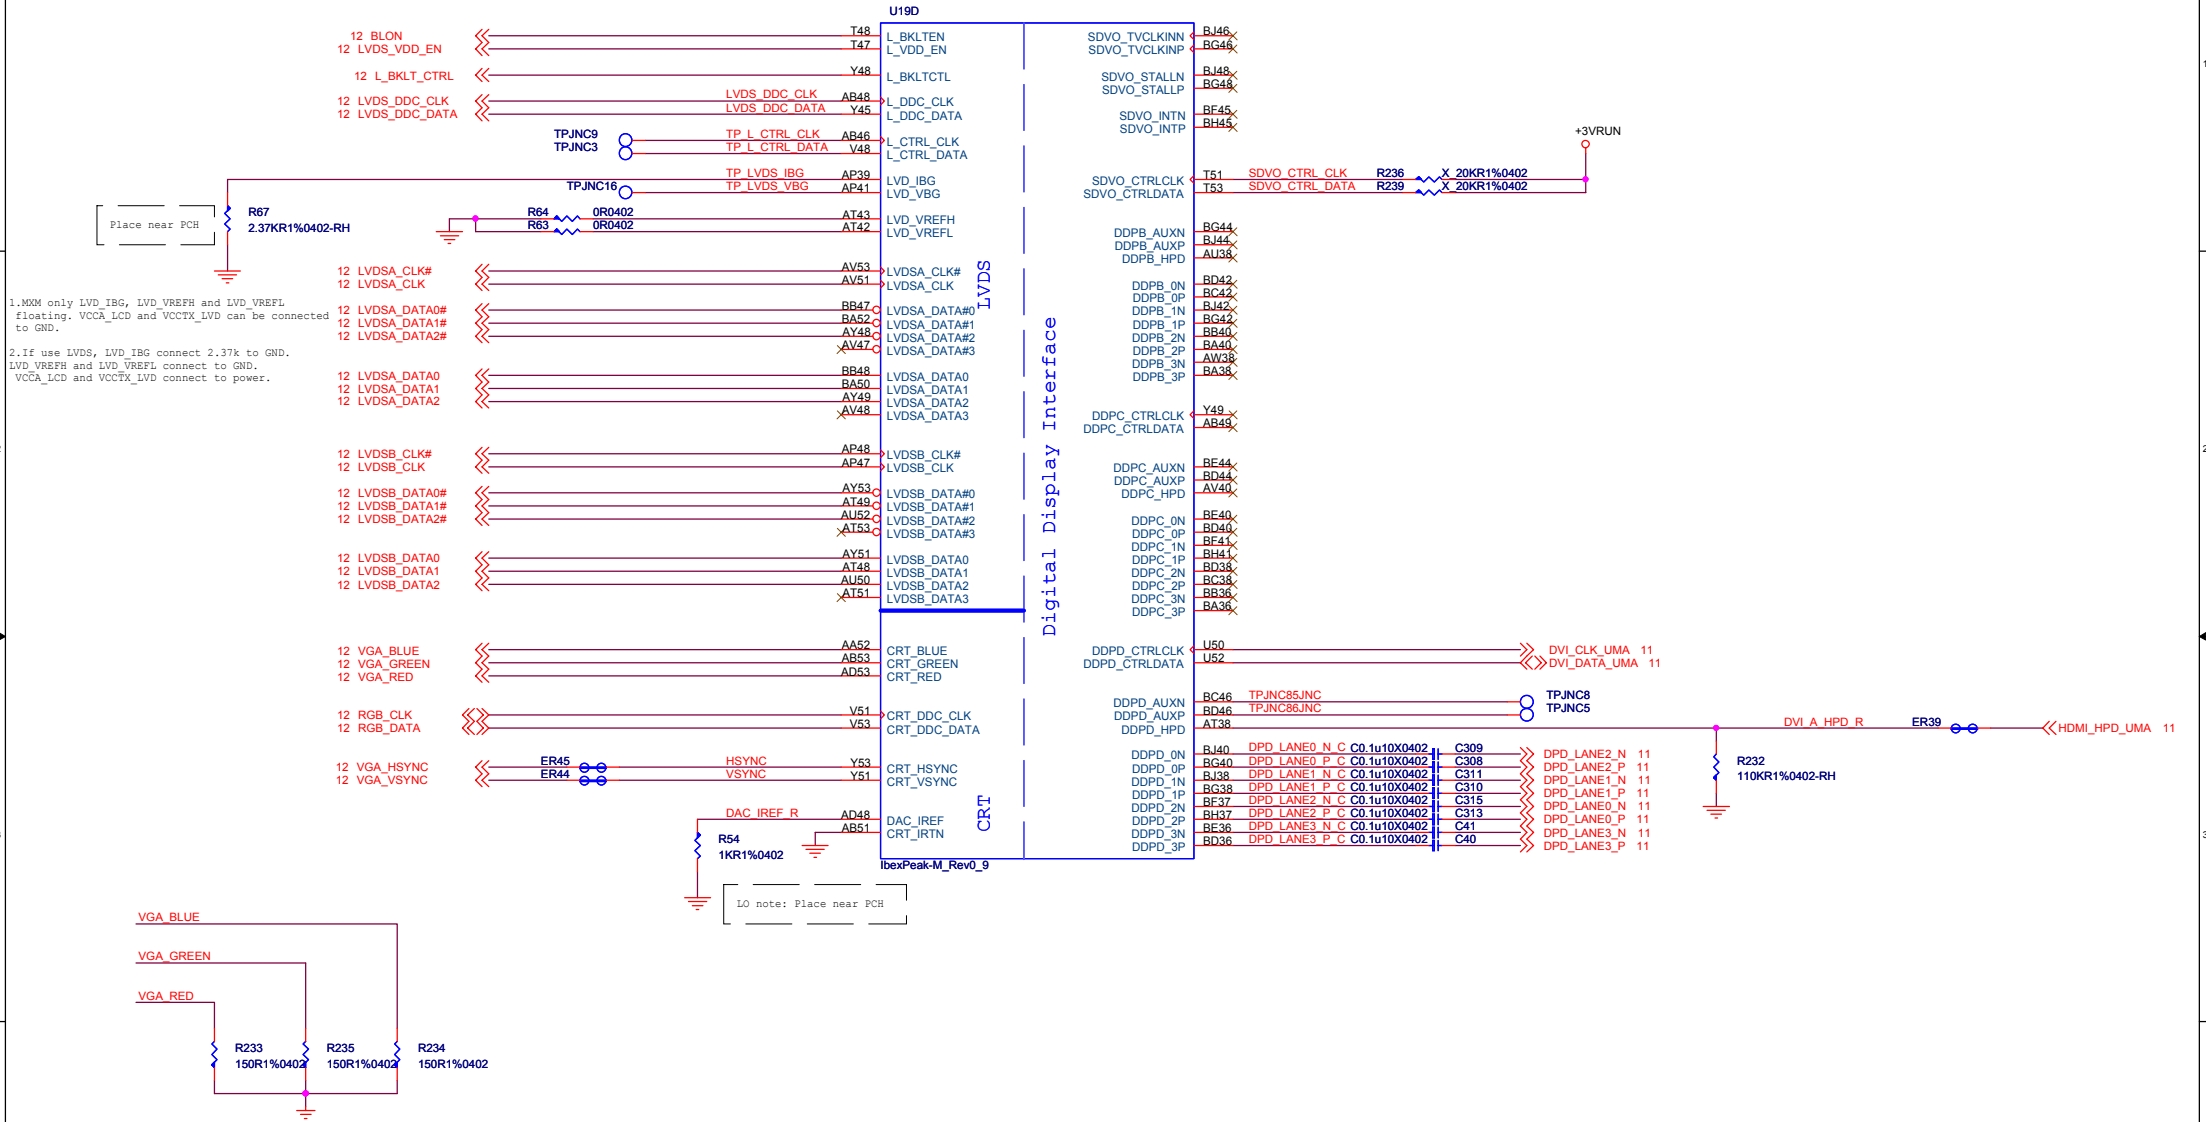 U19D
12 BLON T48 L_BKLTEN SDVO_TVCLKINN BJ46
12 LVDS_VDD_EN T47 L_VDD_EN SDVO_TVCLKINP BG46
12 L_BKLT_CTRL Y48 L_BKLTCTL SDVO_STALLN BJ48
SDVO_STALLP BG48
12 LVDS_DDC_CLK LVDS_DDC_CLK AB48 L_DDC_CLK
12 LVDS_DDC_DATA LVDS_DDC_DATA Y45 L_DDC_DATA SDVO_INTN BF45
SDVO_INTP BH45
TPJNC9 TP_L_CTRL_CLK AB46 L_CTRL_CLK
TPJNC3 TP_L_CTRL_DATA V48 L_CTRL_DATA
+3VRUN
TP_LVDS_IBG AP39 LVD_IBG SDVO_CTRLCLK T51 SDVO_CTRL_CLK R236 X_20KR1%0402
TPJNC16 TP_LVDS_VBG AP41 LVD_VBG SDVO_CTRLDATA T53 SDVO_CTRL_DATA R239 X_20KR1%0402
Place near PCH
R67
2.37KR1%0402-RH
R64 0R0402 AT43 LVD_VREFH
R63 0R0402 AT42 LVD_VREFL
DDPB_AUXN BG44
DDPB_AUXP BJ44
DDPB_HPD AU38
LVDS
12 LVDSA_CLK# AV53 LVDSA_CLK#
12 LVDSA_CLK AV51 LVDSA_CLK
DDPB_0N BD42
DDPB_0P BC42
DDPB_1N BJ42
DDPB_1P BG42
DDPB_2N BB40
DDPB_2P BA40
DDPB_3N AW38
DDPB_3P BA38
1.MXM only LVD_IBG, LVD_VREFH and LVD_VREFL
floating. VCCA_LCD and VCCTX_LVD can be connected
to GND.
2.If use LVDS, LVD_IBG connect 2.37k to GND.
LVD_VREFH and LVD_VREFL connect to GND.
VCCA_LCD and VCCTX_LVD connect to power.
12 LVDSA_DATA0# BB47 LVDSA_DATA#0
12 LVDSA_DATA1# BA52 LVDSA_DATA#1
12 LVDSA_DATA2# AY48 LVDSA_DATA#2
AV47 LVDSA_DATA#3
12 LVDSA_DATA0 BB48 LVDSA_DATA0
12 LVDSA_DATA1 BA50 LVDSA_DATA1
12 LVDSA_DATA2 AY49 LVDSA_DATA2
AV48 LVDSA_DATA3
Digital Display Interface
DDPC_CTRLCLK Y49
DDPC_CTRLDATA AB49
12 LVDSB_CLK# AP48 LVDSB_CLK#
12 LVDSB_CLK AP47 LVDSB_CLK
DDPC_AUXN BE44
DDPC_AUXP BD44
DDPC_HPD AV40
12 LVDSB_DATA0# AY53 LVDSB_DATA#0
12 LVDSB_DATA1# AT49 LVDSB_DATA#1
12 LVDSB_DATA2# AU52 LVDSB_DATA#2
AT53 LVDSB_DATA#3
DDPC_0N BE40
DDPC_0P BD40
DDPC_1N BF41
DDPC_1P BH41
DDPC_2N BD38
DDPC_2P BC38
DDPC_3N BB36
DDPC_3P BA36
12 LVDSB_DATA0 AY51 LVDSB_DATA0
12 LVDSB_DATA1 AT48 LVDSB_DATA1
12 LVDSB_DATA2 AU50 LVDSB_DATA2
AT51 LVDSB_DATA3
12 VGA_BLUE AA52 CRT_BLUE DDPD_CTRLCLK U50 DVI_CLK_UMA 11
12 VGA_GREEN AB53 CRT_GREEN DDPD_CTRLDATA U52 DVI_DATA_UMA 11
12 VGA_RED AD53 CRT_RED
DDPD_AUXN BC46 TPJNC85JNC TPJNC8
12 RGB_CLK V51 CRT_DDC_CLK DDPD_AUXP BD46 TPJNC86JNC TPJNC5
12 RGB_DATA V53 CRT_DDC_DATA DDPD_HPD AT38 DVI_A_HPD_R ER39 HDMI_HPD_UMA 11
12 VGA_HSYNC ER45 HSYNC Y53 CRT_HSYNC
12 VGA_VSYNC ER44 VSYNC Y51 CRT_VSYNC
DDPD_0N BJ40 DPD_LANE0_N_C C0.1u10X0402 C309 DPD_LANE2_N 11
DDPD_0P BG40 DPD_LANE0_P_C C0.1u10X0402 C308 DPD_LANE2_P 11
DDPD_1N BJ38 DPD_LANE1_N_C C0.1u10X0402 C311 DPD_LANE1_N 11
DDPD_1P BG38 DPD_LANE1_P_C C0.1u10X0402 C310 DPD_LANE1_P 11
DDPD_2N BF37 DPD_LANE2_N_C C0.1u10X0402 C315 DPD_LANE0_N 11
DDPD_2P BH37 DPD_LANE2_P_C C0.1u10X0402 C313 DPD_LANE0_P 11
DDPD_3N BE36 DPD_LANE3_N_C C0.1u10X0402 C41 DPD_LANE3_N 11
DDPD_3P BD36 DPD_LANE3_P_C C0.1u10X0402 C40 DPD_LANE3_P 11
R232
110KR1%0402-RH
DAC_IREF_R AD48 DAC_IREF
AB51 CRT_IRTN
CRT
R54
1KR1%0402
IbexPeak-M_Rev0_9
LO note: Place near PCH
VGA_BLUE
VGA_GREEN
VGA_RED
R233 R235 R234
150R1%0402 150R1%0402 150R1%0402
1
2
3